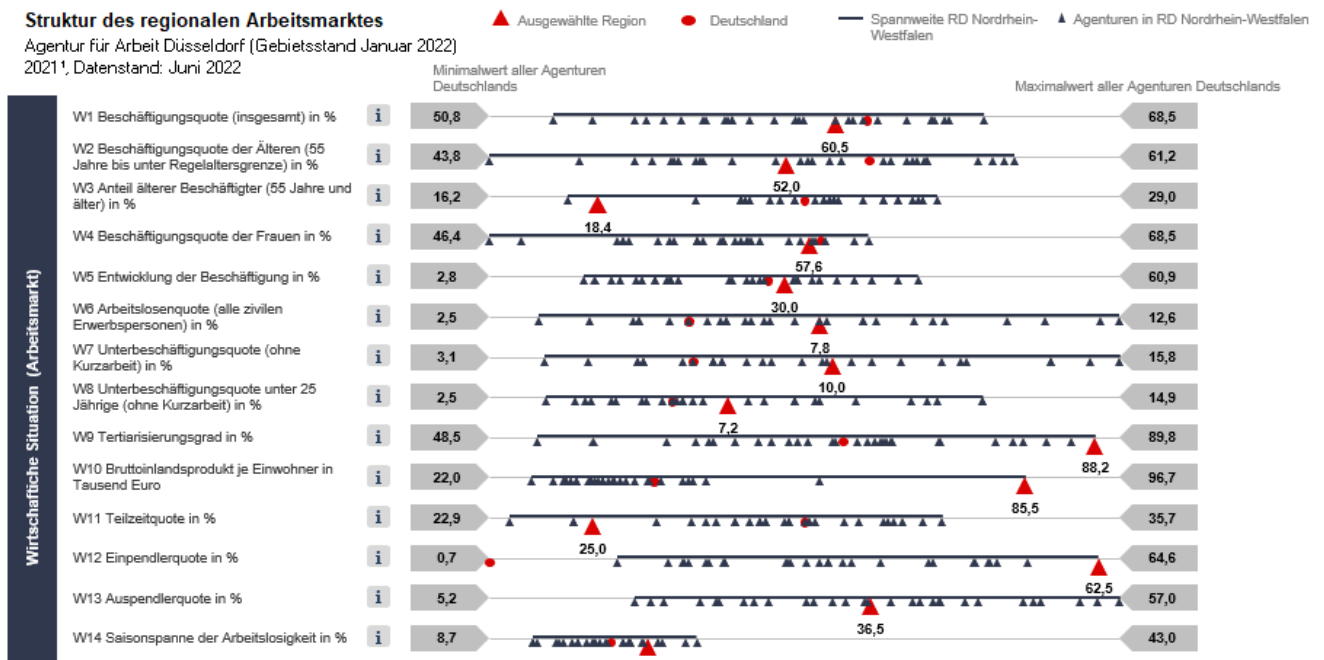 Struktur des regionalen Arbeitsmarktes
Agentur für Arbeit Düsseldorf (Gebietsstand Januar 2022)
2021¹, Datenstand: Juni 2022
Ausgewählte Region
Deutschland
Spannweite RD Nordrhein-
Westfalen
Agenturen in RD Nordrhein-Westfalen
Minimalwert aller Agenturen
Deutschlands
Maximalwert aller Agenturen Deutschlands
Wirtschaftiche Situation (Arbeitsmarkt)
W1 Beschäftigungsquote (insgesamt) in %
i
50,8
60,5
68,5
W2 Beschäftigungsquote der Älteren (55
Jahre bis unter Regelaltersgrenze) in %
i
43,8
52,0
61,2
W3 Anteil älterer Beschäftigter (55 Jahre und
älter) in %
i
16,2
18,4
29,0
W4 Beschäftigungsquote der Frauen in %
i
46,4
57,6
68,5
W5 Entwicklung der Beschäftigung in %
i
2,8
30,0
60,9
W6 Arbeitslosenquote (alle zivilen
Erwerbspersonen) in %
i
2,5
7,8
12,6
W7 Unterbeschäftigungsquote (ohne
Kurzarbeit) in %
i
3,1
10,0
15,8
W8 Unterbeschäftigungsquote unter 25
Jährige (ohne Kurzarbeit) in %
i
2,5
7,2
14,9
W9 Tertiarisierungsgrad in %
i
48,5
88,2
89,8
W10 Bruttoinlandsprodukt je Einwohner in
Tausend Euro
i
22,0
85,5
96,7
W11 Teilzeitquote in %
i
22,9
25,0
35,7
W12 Einpendlerquote in %
i
0,7
62,5
64,6
W13 Auspendlerquote in %
i
5,2
36,5
57,0
W14 Saisonspanne der Arbeitslosigkeit in %
i
8,7
43,0